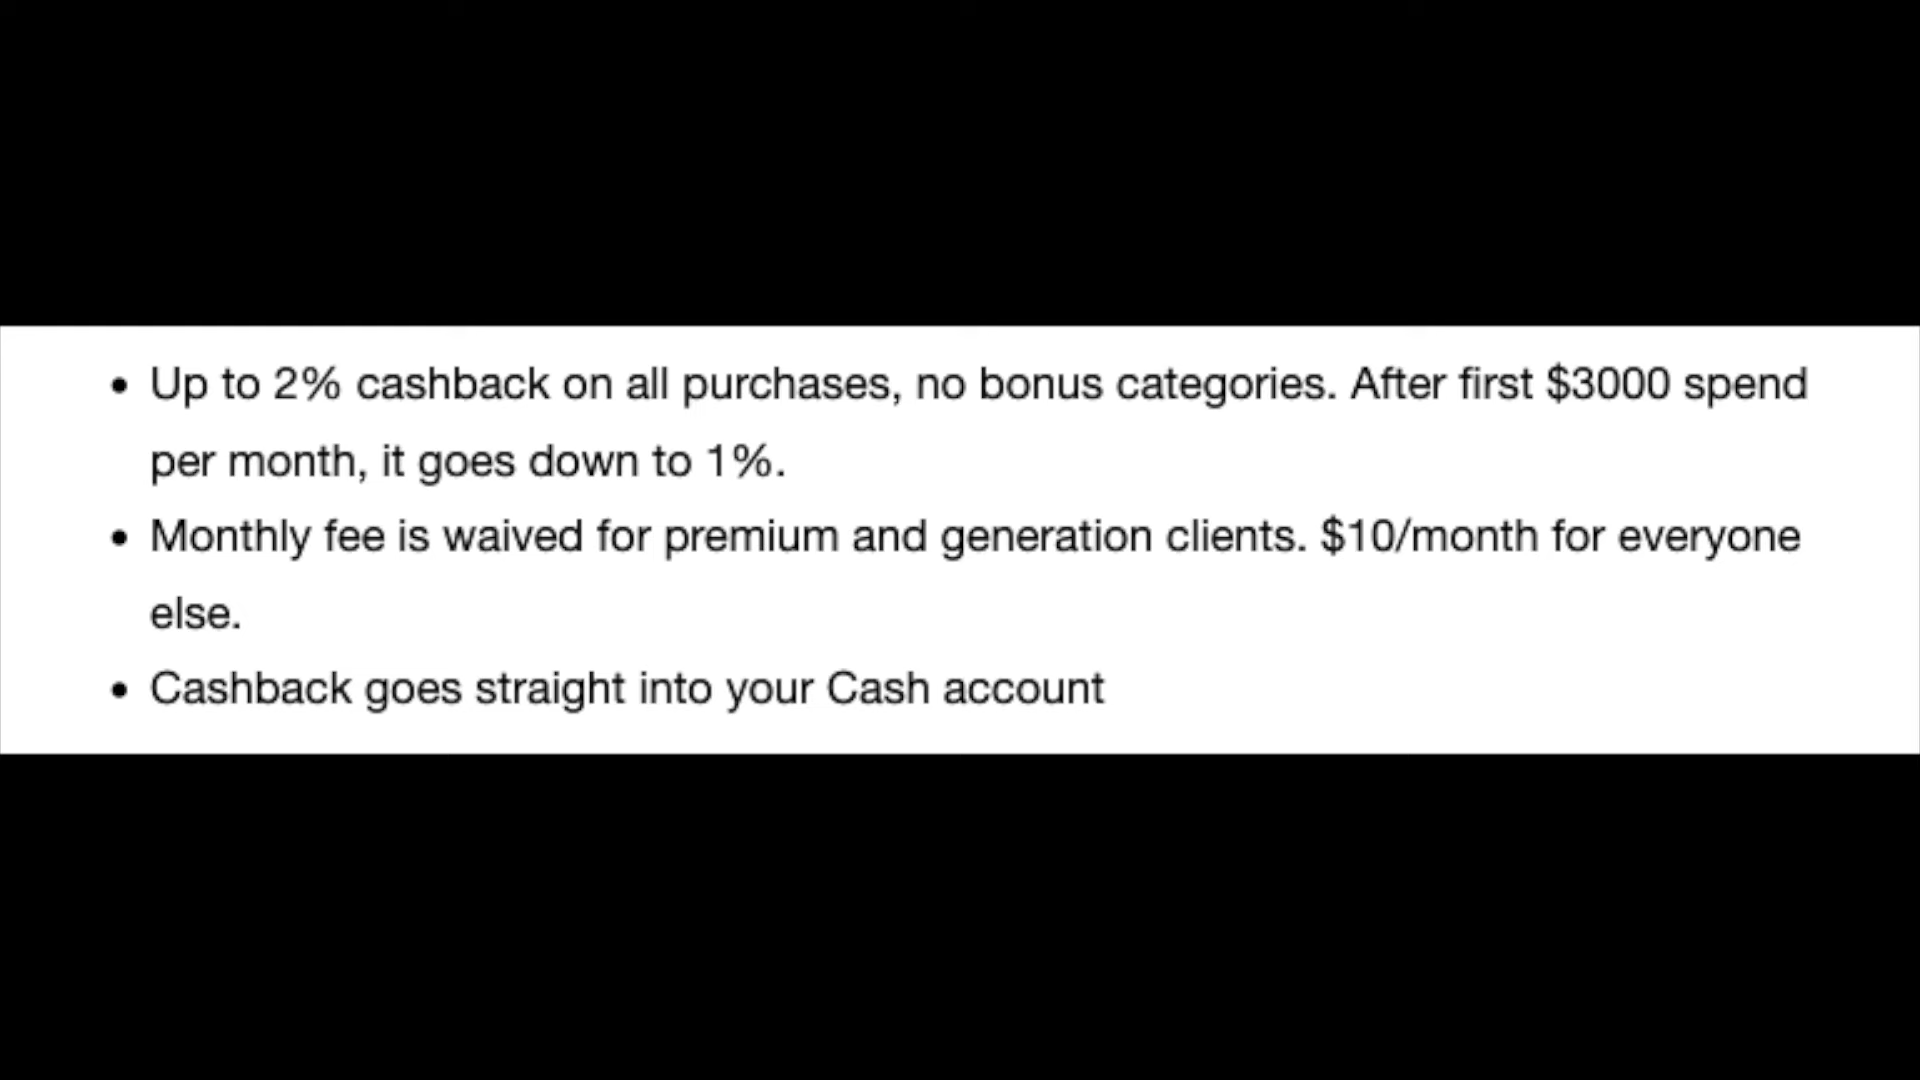 • Up to 2% cashback on all purchases, no bonus categories. After first $3000 spend
per month, it goes down to 1%.
• Monthly fee is waived for premium and generation clients. $10/month for everyone
else.
• Cashback goes straight into your Cash account